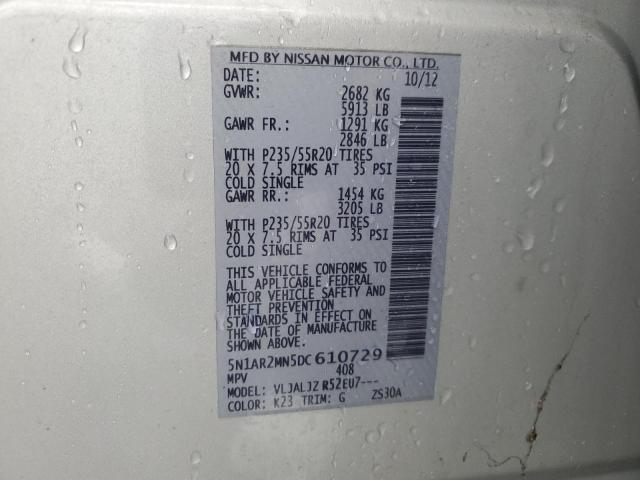 MFD BY NISSAN MOTOR CO., LTD.
DATE: 10/12
GVWR: 2682 KG
5913 LB
GAWR FR.: 1291 KG
2846 LB
WITH P235/55R20 TIRES
20 X 7.5 RIMS AT 35 PSI
COLD SINGLE
GAWR RR.: 1454 KG
3205 LB
WITH P235/55R20 TIRES
20 X 7.5 RIMS AT 35 PSI
COLD SINGLE
THIS VEHICLE CONFORMS TO
ALL APPLICABLE FEDERAL
MOTOR VEHICLE SAFETY AND
THEFT PREVENTION
STANDARDS IN EFFECT ON
THE DATE OF MANUFACTURE
SHOWN ABOVE.
5N1AR2MN5DC610729
MPV 408
MODEL: VLJALJZ R52EU7---
COLOR: K23 TRIM: G ZS30A